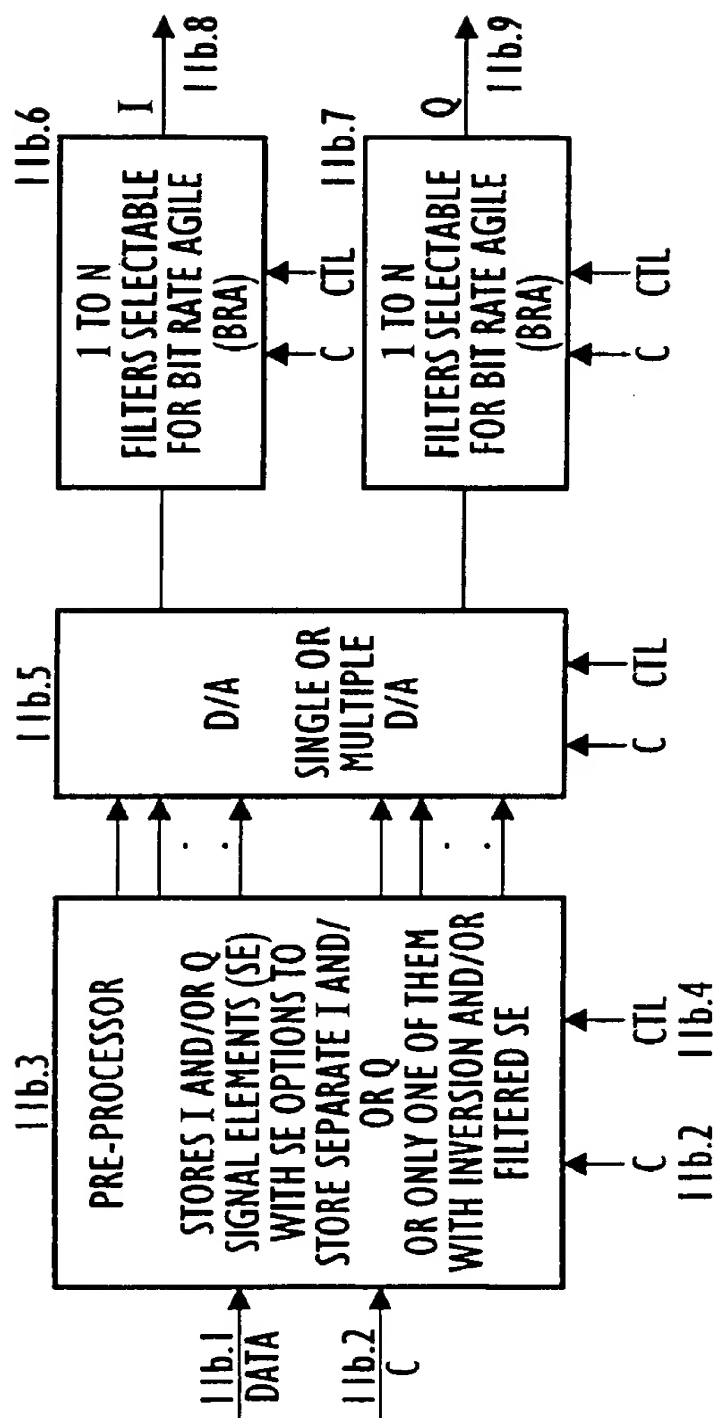 11b.1
DATA
11b.2
C
11b.3
PRE-PROCESSOR
STORES I AND/OR Q
SIGNAL ELEMENTS (SE)
WITH SE OPTIONS TO
STORE SEPARATE I AND/
OR Q
OR ONLY ONE OF THEM
WITH INVERSION AND/OR
FILTERED SE
C
11b.2
CTL
11b.4
. .
. .
11b.5
D/A
SINGLE OR
MULTIPLE
D/A
C
CTL
11b.6
1 TO N
FILTERS SELECTABLE
FOR BIT RATE AGILE
(BRA)
C
CTL
I
11b.8
11b.7
1 TO N
FILTERS SELECTABLE
FOR BIT RATE AGILE
(BRA)
C
CTL
Q
11b.9